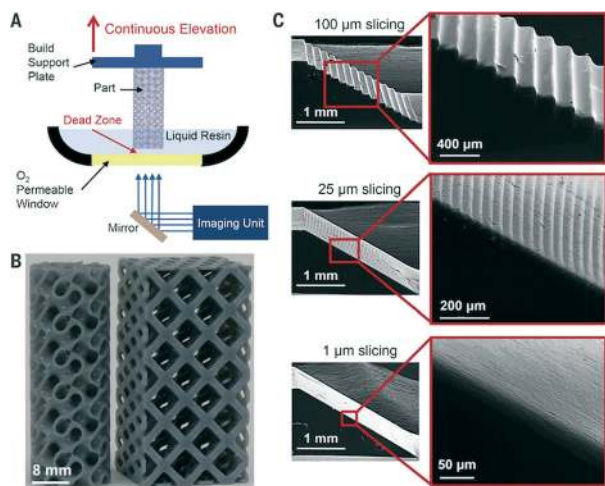 A
Continuous Elevation
Build
Support
Plate
Part
Dead Zone
Liquid Resin
O₂
Permeable
Window
Mirror
Imaging Unit
B
8 mm
C
100 µm slicing
1 mm
400 µm
25 µm slicing
1 mm
200 µm
1 µm slicing
1 mm
50 µm